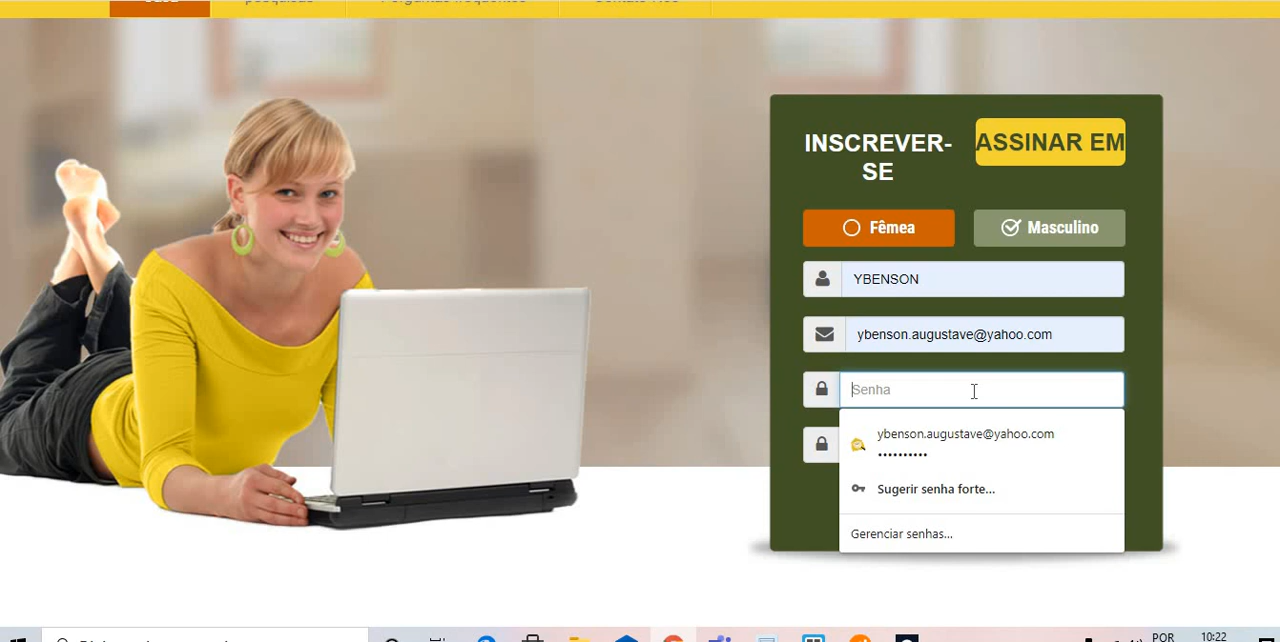 INSCREVER-
SE
ASSINAR EM
Fêmea
Masculino
YBENSON
ybenson.augustave@yahoo.com
Senha
ybenson.augustave@yahoo.com
••••••••••
Sugerir senha forte...
Gerenciar senhas...
POR
10:22